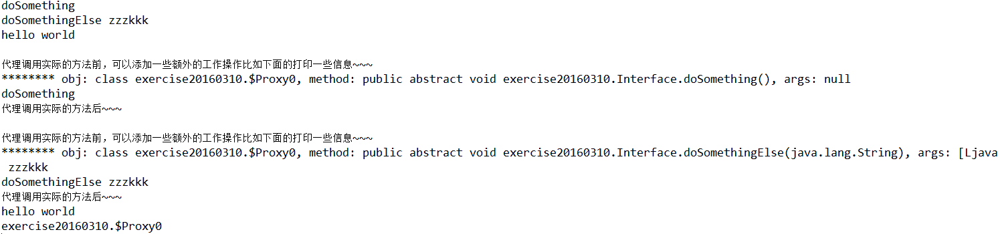 doSomething
doSomethingElse zzzkkk
hello world
代理调用实际的方法前，可以添加一些额外的工作操作比如下面的打印一些信息~~~
******** obj: class exercise20160310.$Proxy0, method: public abstract void exercise20160310.Interface.doSomething(), args: null
doSomething
代理调用实际的方法后~~~
代理调用实际的方法前，可以添加一些额外的工作操作比如下面的打印一些信息~~~
******** obj: class exercise20160310.$Proxy0, method: public abstract void exercise20160310.Interface.doSomethingElse(java.lang.String), args: [Ljava
zzzkkk
doSomethingElse zzzkkk
代理调用实际的方法后~~~
hello world
exercise20160310.$Proxy0